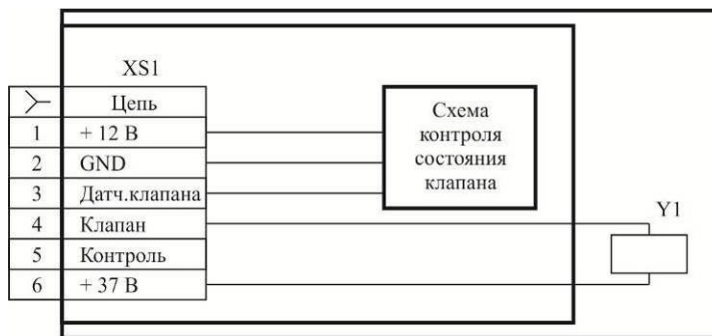 XS1
Цепь
1 + 12 В
2 GND
3 Датч.клапана
4 Клапан
5 Контроль
6 + 37 В
Схема
контроля
состояния
клапана
Y1